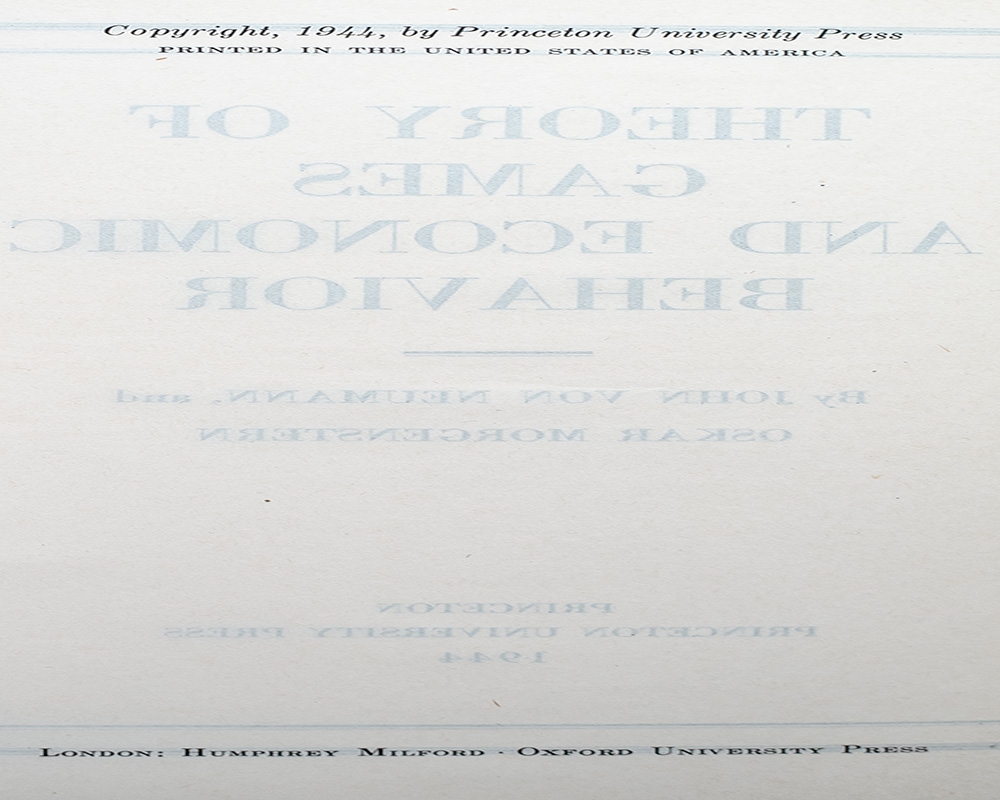 Copyright, 1944, by Princeton University Press
PRINTED IN THE UNITED STATES OF AMERICA
THEORY OF
GAMES
AND ECONOMIC
BEHAVIOR
By JOHN VON NEUMANN, and
OSKAR MORGENSTERN
PRINCETON
PRINCETON UNIVERSITY PRESS
1944
London: Humphrey Milford · Oxford University Press